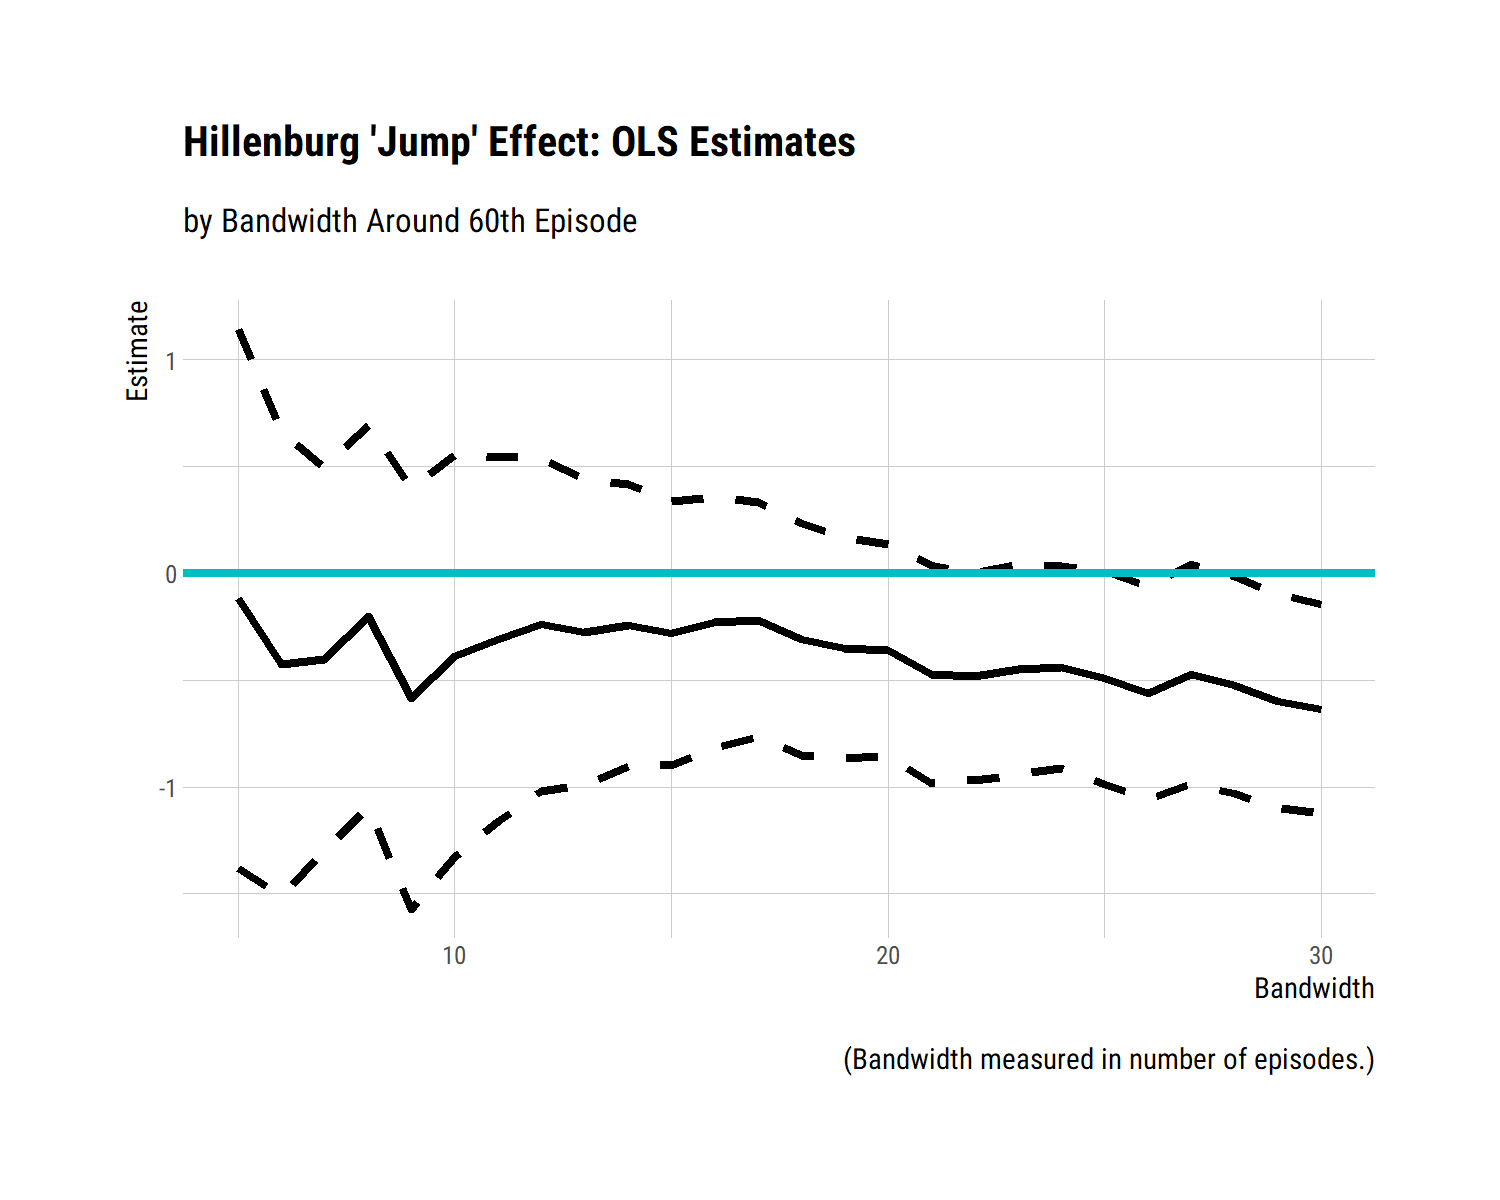 Hillenburg 'Jump' Effect: OLS Estimates
by Bandwidth Around 60th Episode
Estimate
1
0
-1
10 20 30
Bandwidth
(Bandwidth measured in number of episodes.)